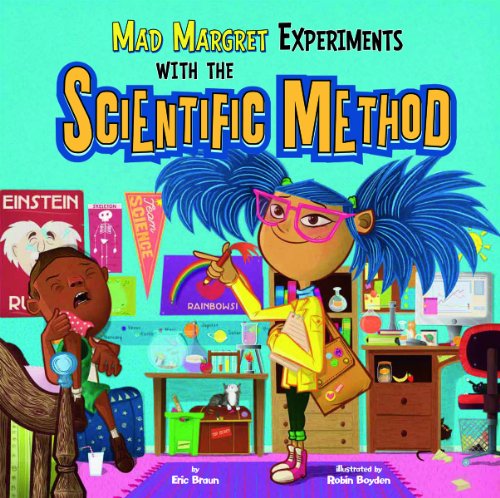 MAD MARGRET EXPERIMENTS
WITH THE
SCIENTIFIC METHOD
EINSTEIN
RU
SKELETON
Team
SCIENCE
RAINBOWS!
by
Eric Braun
illustrated by
Robin Boyden